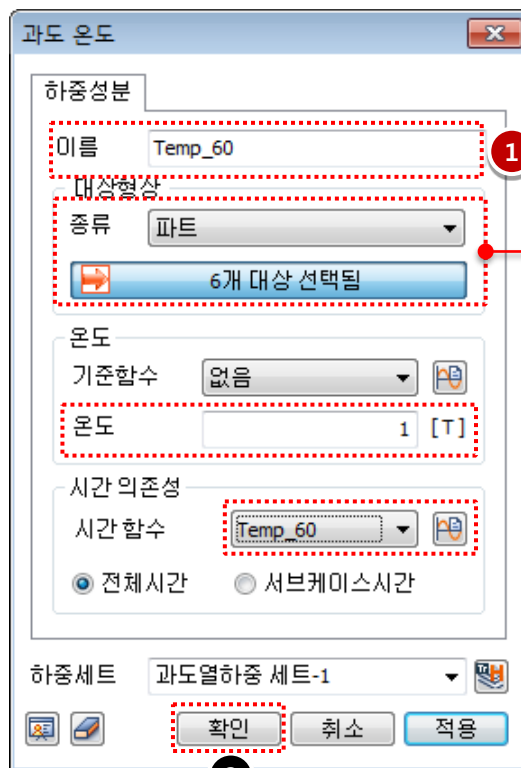 과도 온도
하중성분
이름 Temp_60
1
대상형상
종류 파트
6개 대상 선택됨
온도
기준함수 없음
온도 1 [T]
시간 의존성
시간 함수 Temp_60
전체시간 서브케이스시간
하중세트 과도열하중 세트-1
확인 취소 적용